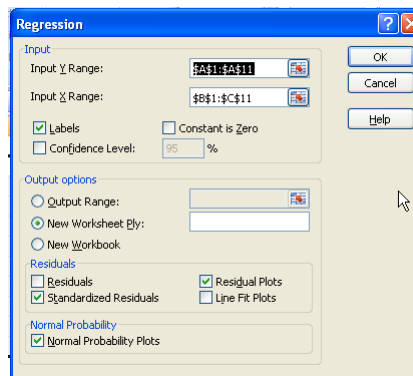 Regression
Input
Input Y Range: $A$1:$A$11
Input X Range: $B$1:$C$11
Labels Constant is Zero
Confidence Level: 95 %
OK
Cancel
Help
Output options
Output Range:
New Worksheet Ply:
New Workbook
Residuals
Residuals Residual Plots
Standardized Residuals Line Fit Plots
Normal Probability
Normal Probability Plots